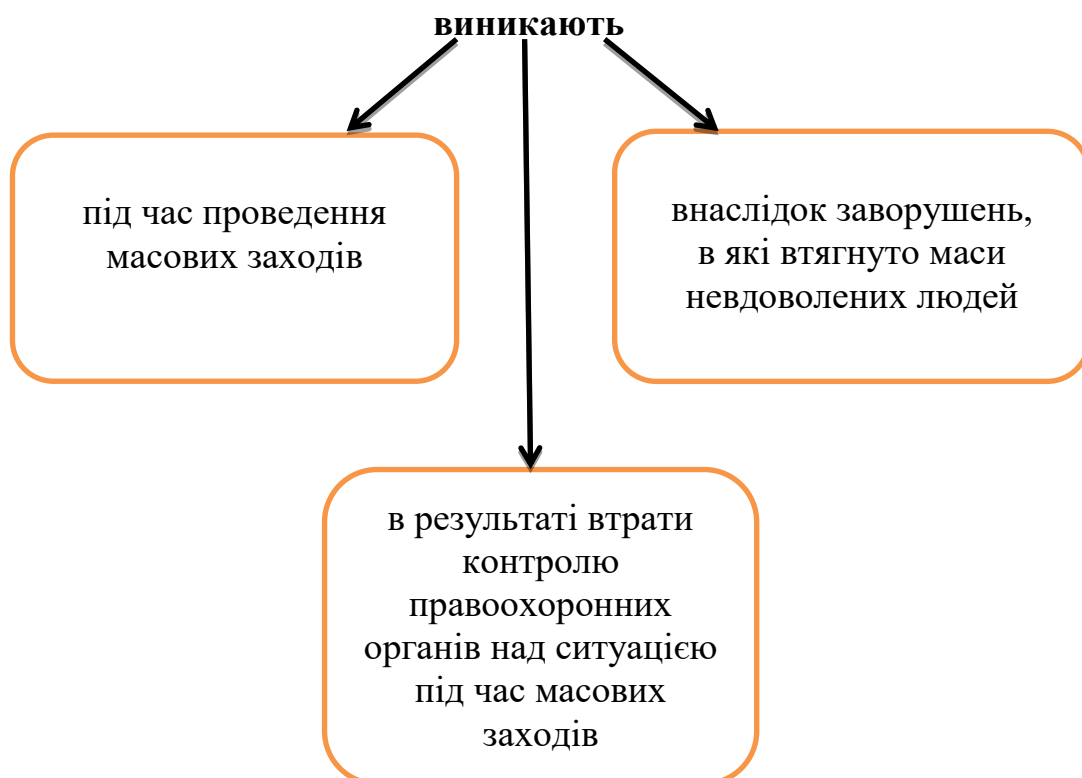 виникають
під час проведення
масових заходів
внаслідок заворушень,
в які втягнуто маси
невдоволених людей
в результаті втрати
контролю
правоохоронних
органів над ситуацією
під час масових
заходів